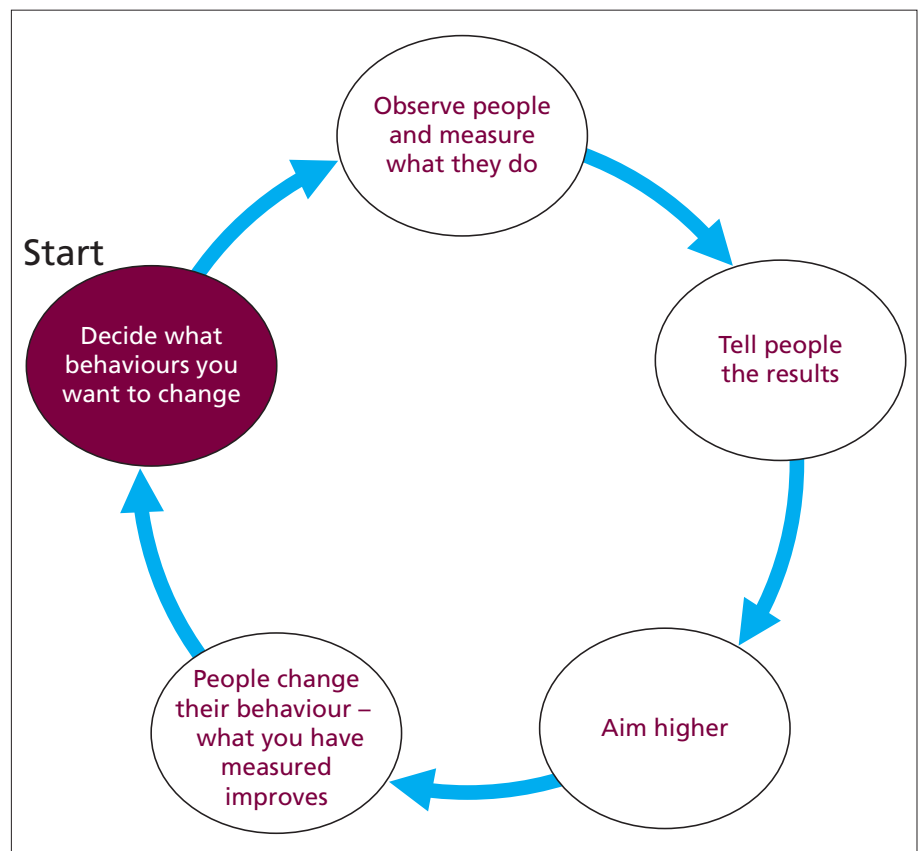 Start
Decide what
behaviours you
want to change
Observe people
and measure
what they do
Tell people
the results
Aim higher
People change
their behaviour –
what you have
measured
improves